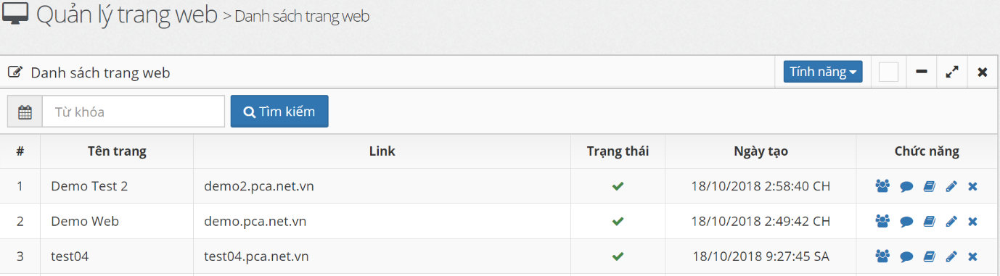 Quản lý trang web > Danh sách trang web
Danh sách trang web Tính năng
Từ khóa Tìm kiếm
# Tên trang Link Trạng thái Ngày tạo Chức năng
1 Demo Test 2 demo2.pca.net.vn 18/10/2018 2:58:40 CH
2 Demo Web demo.pca.net.vn 18/10/2018 2:49:42 CH
3 test04 test04.pca.net.vn 18/10/2018 9:27:45 SA